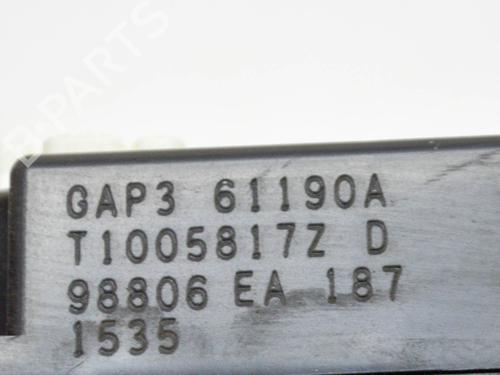 B-PARTS
GAP3 61190A
T1005817Z D
98806 EA 187
1535